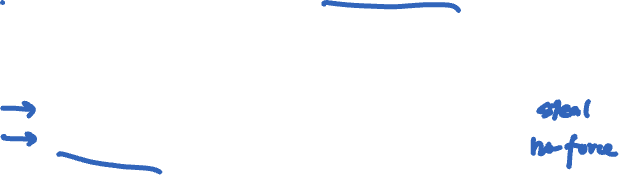 → steal
→ no-force